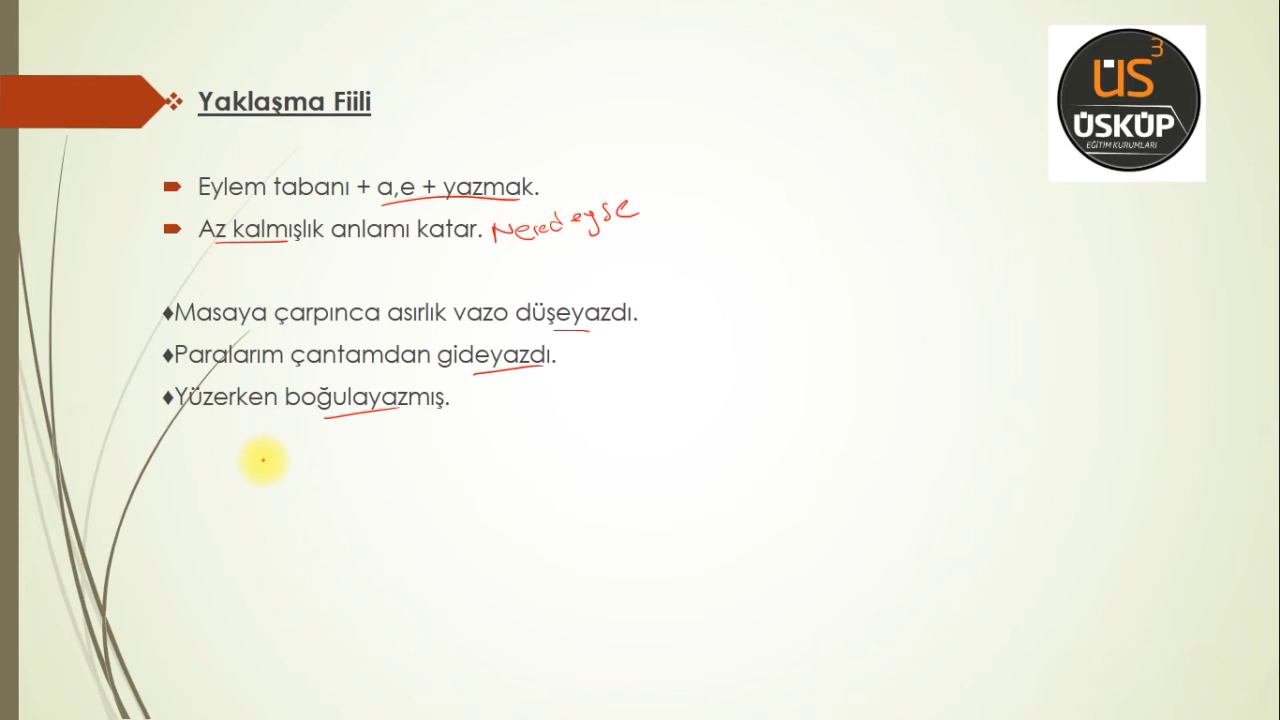 Yaklaşma Fiili
Eylem tabanı + a,e + yazmak.
Az kalmışlık anlamı katar. Neredeyse
♦Masaya çarpınca asırlık vazo düşeyazdı.
♦Paralarım çantamdan gideyazdı.
♦Yüzerken boğulayazmış.
üs 3
ÜSKÜP
EĞİTİM KURUMLARI